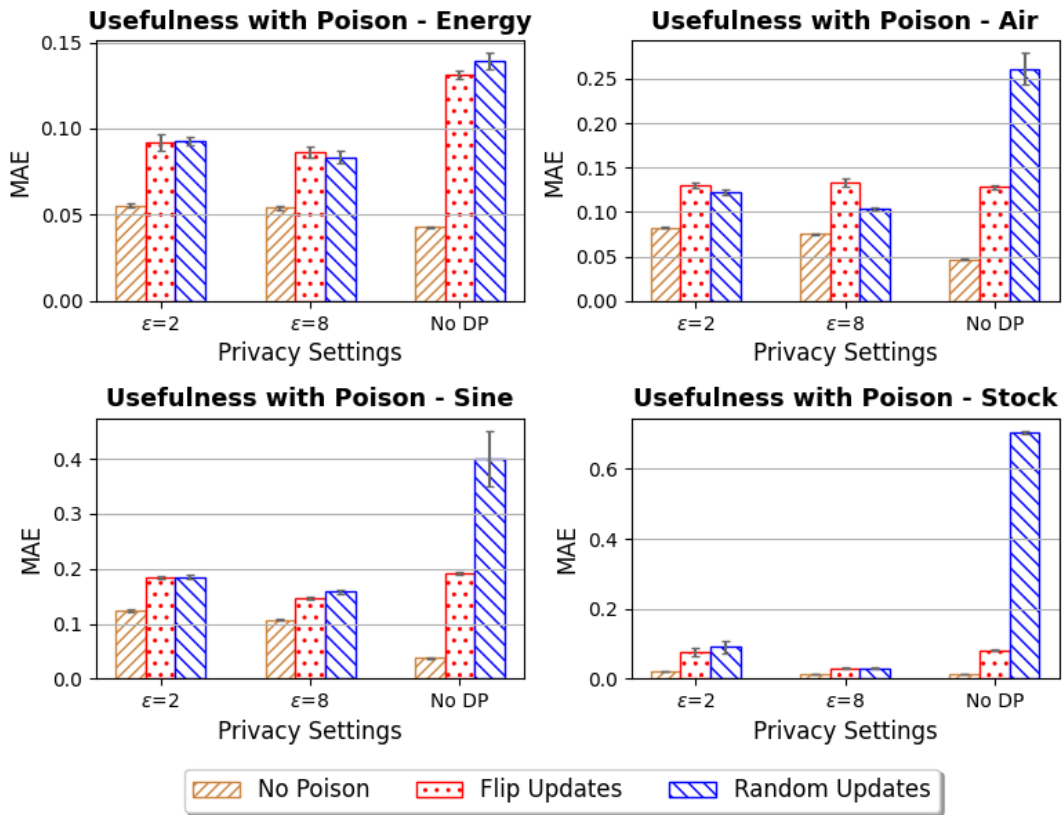 Usefulness with Poison - Energy
MAE
0.15
0.10
0.05
0.00
ε=2
ε=8
No DP
Privacy Settings
Usefulness with Poison - Air
MAE
0.25
0.20
0.15
0.10
0.05
0.00
ε=2
ε=8
No DP
Privacy Settings
Usefulness with Poison - Sine
MAE
0.4
0.3
0.2
0.1
0.0
ε=2
ε=8
No DP
Privacy Settings
Usefulness with Poison - Stock
MAE
0.6
0.4
0.2
0.0
ε=2
ε=8
No DP
Privacy Settings
No Poison
Flip Updates
Random Updates